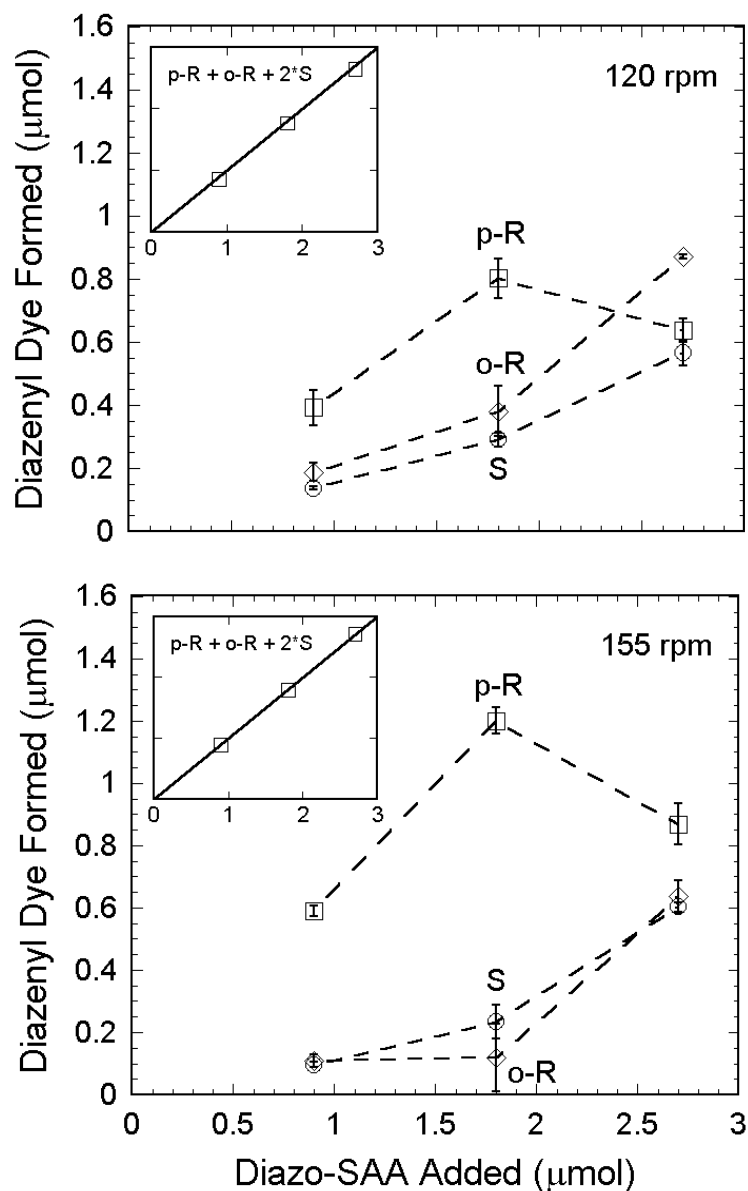 1.6
p-R + o-R + 2*S
120 rpm
1.4
1.2
1
0 1 2 3
p-R
0.8
0.6
o-R
0.4
0.2
S
0
Diazenyl Dye Formed (μmol)
1.6
p-R + o-R + 2*S
155 rpm
1.4
p-R
1.2
1
0 1 2 3
0.8
0.6
0.4
S
0.2
o-R
0
Diazenyl Dye Formed (μmol)
0 0.5 1 1.5 2 2.5 3
Diazo-SAA Added (μmol)